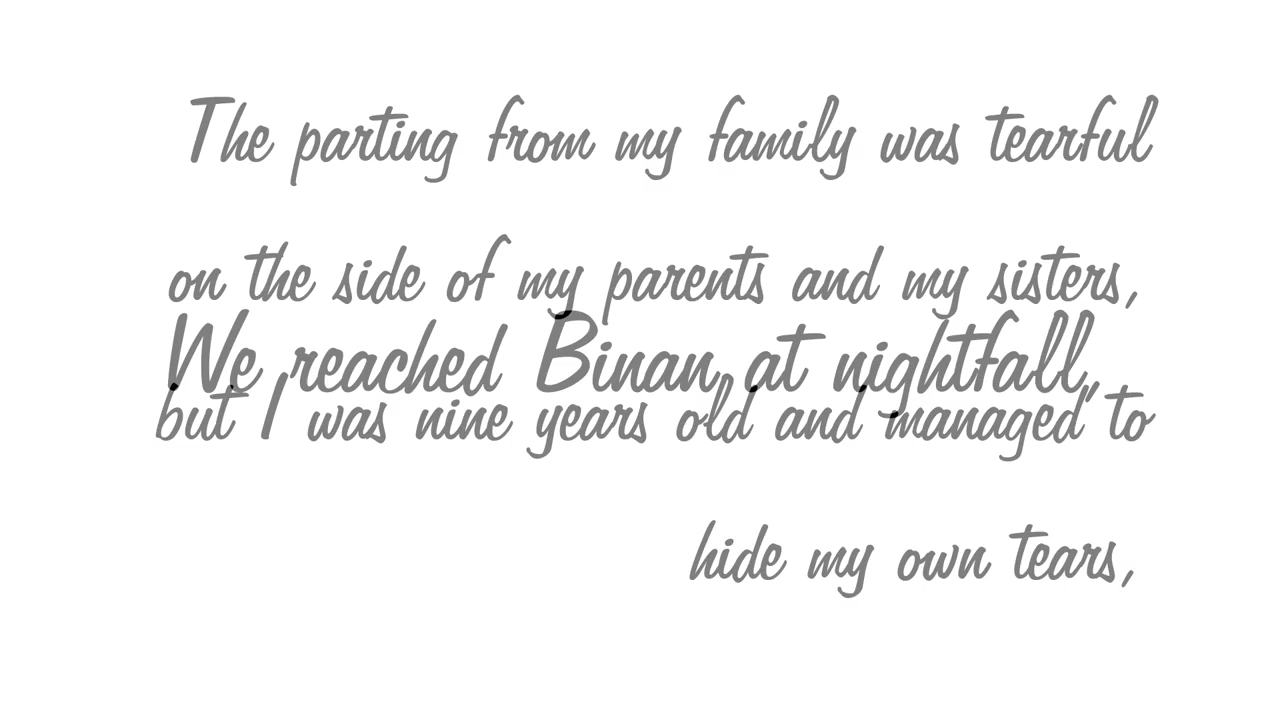 The parting from my family was tearful
on the side of my parents and my sisters,
We reached Binan at nightfall,
but I was nine years old and managed to
hide my own tears,